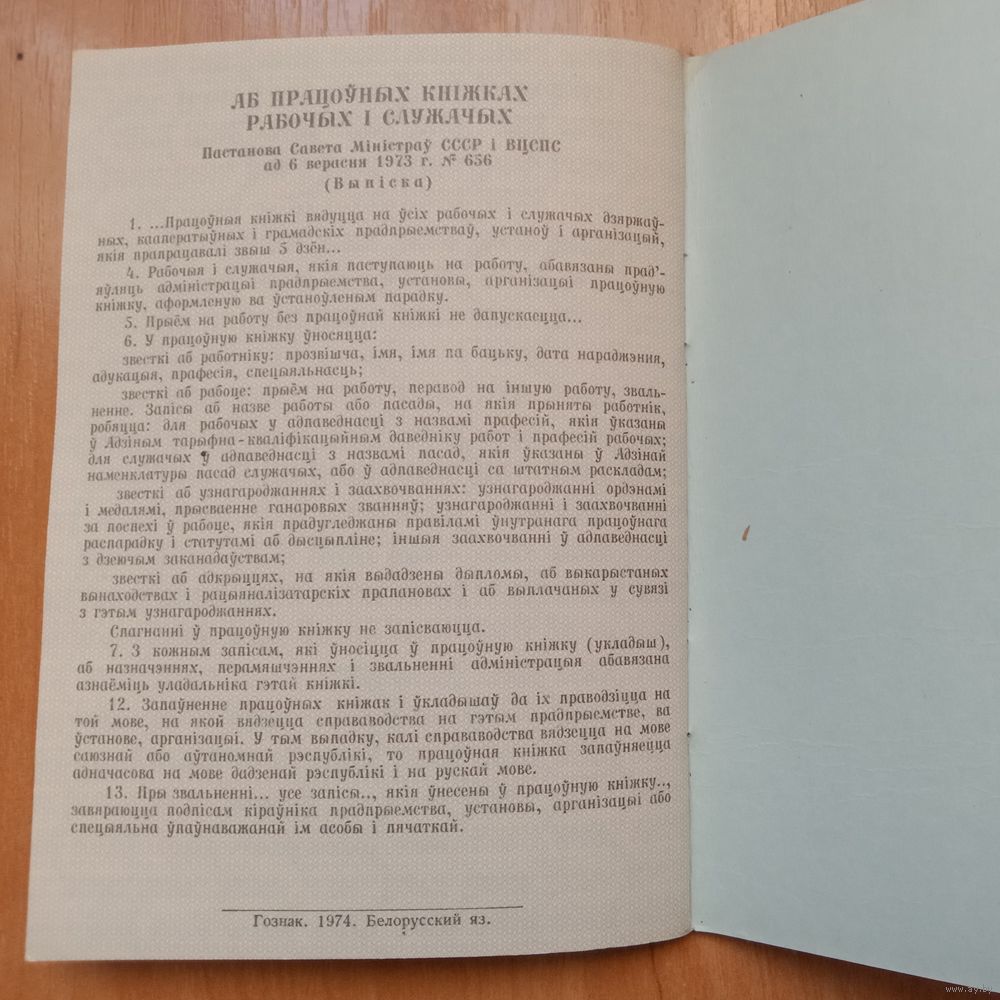 АБ ПРАЦОЎНЫХ КНІЖКАХ
РАБОЧЫХ І СЛУЖАЧЫХ
Пастанова Савета Міністраў СССР і ВЦСПС
ад 6 верасня 1973 г. № 656
(Выпіска)
1. ...Працоўныя кніжкі вядуцца на ўсіх рабочых і служачых дзяржаў-
ных, кааператыўных і грамадскіх прадпрыемстваў, устаноў і арганізацый,
якія прапрацавалі звыш 5 дзён...
4. Рабочыя і служачыя, якія паступаюць на работу, абавязаны прад'-
яўляць адміністрацыі прадпрыемства, установы, арганізацыі працоўную
кніжку, аформленую ва ўстаноўленым парадку.
5. Прыём на работу без працоўнай кніжкі не дапускаецца...
6. У працоўную кніжку ўносяцца:
звесткі аб работніку: прозвішча, імя, імя па бацьку, дата нараджэння,
адукацыя, прафесія, спецыяльнасць;
звесткі аб рабоце: прыём на работу, перавод на іншую работу, зваль-
ненне. Запісы аб назве работы або пасады, на якія прыняты работнік,
робяцца: для рабочых у адпаведнасці з назвамі прафесій, якія ўказаны
ў Адзіным тарыфна-кваліфікацыйным даведніку работ і прафесій рабочых;
для служачых ў адпаведнасці з назвамі пасад, якія ўказаны ў Адзінай
наменклатуры пасад служачых, або ў адпаведнасці са штатным раскладам;
звесткі аб узнагароджаннях і заахвочваннях: узнагароджанні ордэнамі
і медалямі, прысваенне ганаровых званняў; узнагароджанні і заахвочванні
за поспехі ў рабоце, якія прадугледжаны правіламі ўнутранага працоўнага
распарадку і статутамі аб дысцыпліне; іншыя заахвочванні ў адпаведнасці
з дзеючым заканадаўствам;
звесткі аб адкрыццях, на якія выдадзены дыпломы, аб выкарыстаных
вынаходствах і рацыяналізатарскіх прапановах і аб выплачаных у сувязі
з гэтым узнагароджаннях.
Спагнанні ў працоўную кніжку не запісваюцца.
7. З кожным запісам, які ўносіцца ў працоўную кніжку (укладыш),
аб назначэннях, перамяшчэннях і звальненні адміністрацыя абавязана
азнаёміць уладальніка гэтай кніжкі.
12. Запаўненне працоўных кніжак і ўкладышаў да іх праводзіцца на
той мове, на якой вядзецца справаводства на гэтым прадпрыемстве, ва
ўстанове, арганізацыі. У тым выпадку, калі справаводства вядзецца на мове
саюзнай або аўтаномнай рэспублікі, то працоўная кніжка запаўняецца
адначасова на мове дадзенай рэспублікі і на рускай мове.
13. Пры звальненні... усе запісы.., якія ўнесены ў працоўную кніжку..,
завяраюцца подпісам кіраўніка прадпрыемства, установы, арганізацыі або
спецыяльна ўпаўнаважанай ім асобы і пячаткай.
Гознак. 1974. Белорусский яз.
www.ay.by